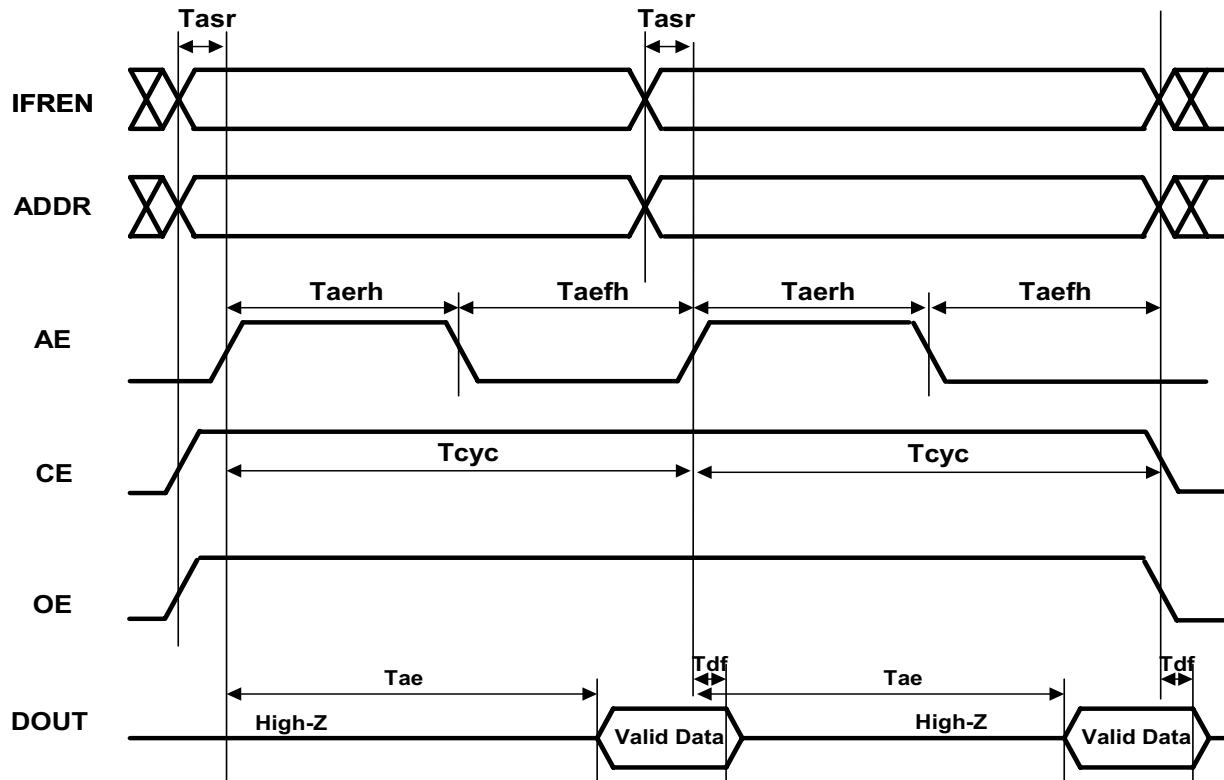 Tasr Tasr
IFREN
ADDR
Taerh Taefh Taerh Taefh
AE
Tcyc Tcyc
CE
OE
Tae Tdf Tae Tdf
DOUT High-Z Valid Data High-Z Valid Data